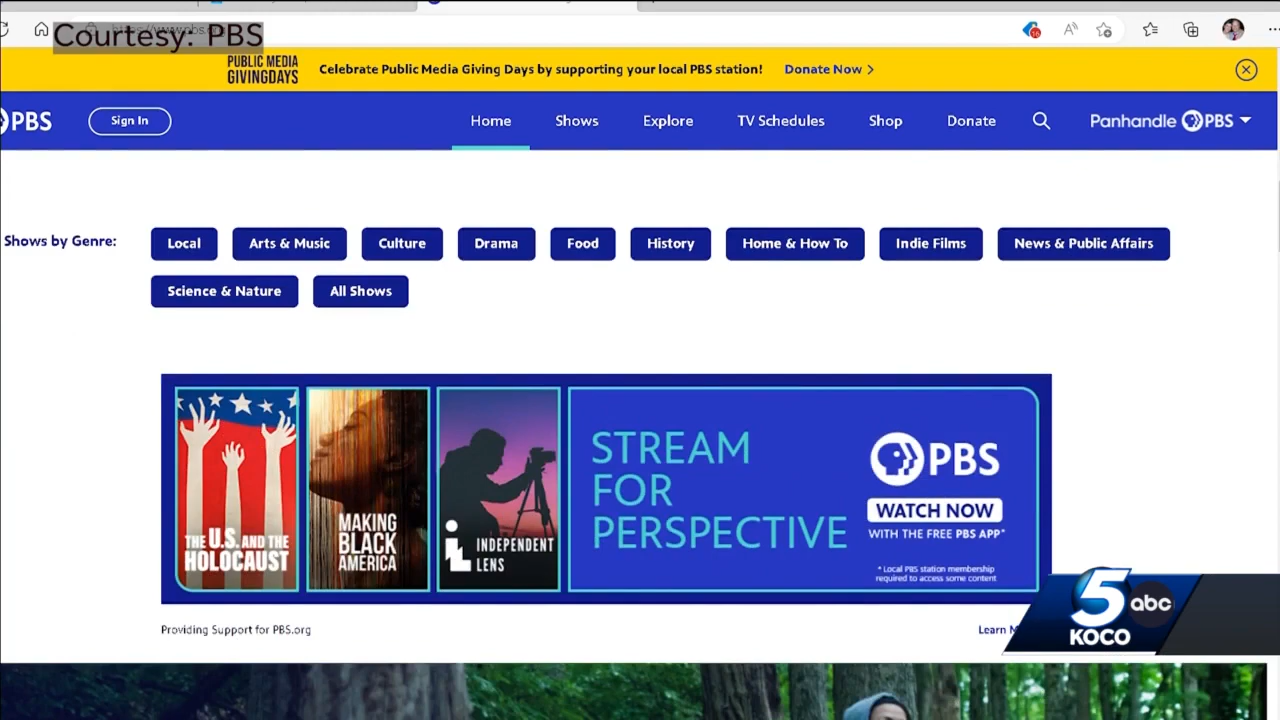 Courtesy: PBS
PUBLIC MEDIA
GIVINGDAYS
Celebrate Public Media Giving Days by supporting your local PBS station! Donate Now >
PBS Sign In Home Shows Explore TV Schedules Shop Donate Panhandle PBS
Shows by Genre: Local Arts & Music Culture Drama Food History Home & How To Indie Films News & Public Affairs
Science & Nature All Shows
THE U.S. AND THE
HOLOCAUST
MAKING
BLACK
AMERICA
INDEPENDENT
LENS
STREAM
FOR
PERSPECTIVE
PBS
WATCH NOW
WITH THE FREE PBS APP*
* Local PBS station membership
required to access some content
Providing Support for PBS.org
Learn
5 abc
KOCO